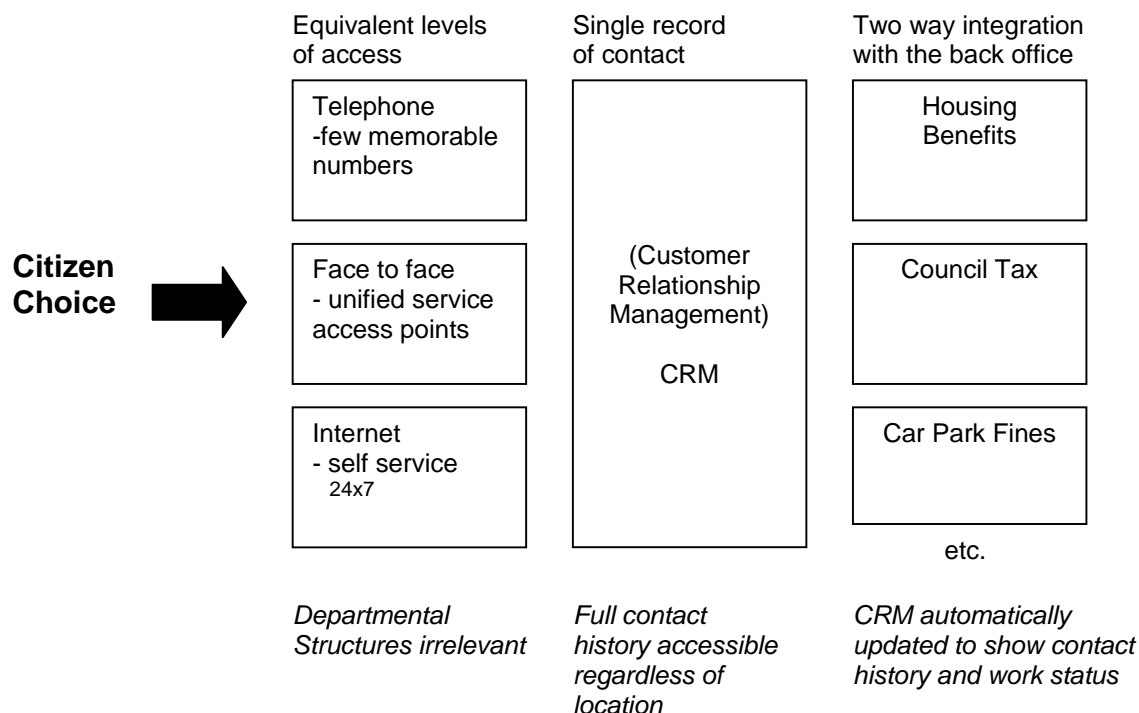 Equivalent levels
of access
Single record
of contact
Two way integration
with the back office
Citizen
Choice
Telephone
-few memorable
numbers
Face to face
- unified service
access points
Internet
- self service
24x7
(Customer
Relationship
Management)
CRM
Housing
Benefits
Council Tax
Car Park Fines
etc.
Departmental
Structures irrelevant
Full contact
history accessible
regardless of
location
CRM automatically
updated to show contact
history and work status